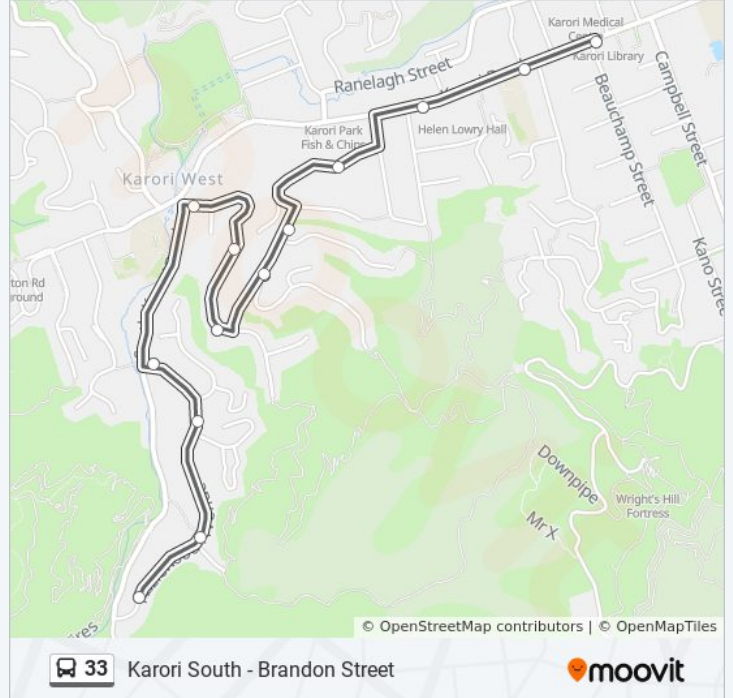 Karori Medical
Karori Library
Ranelagh Street
Beauchamp Street
Campbell Street
Karori Park
Fish & Chips
Helen Lowry Hall
Karori West
Kano Stree
ton Rd
round
Downpipe
Mr X
Wright's Hill
Fortress
© OpenStreetMap contributors | © OpenMapTiles
33 Karori South - Brandon Street
moovit